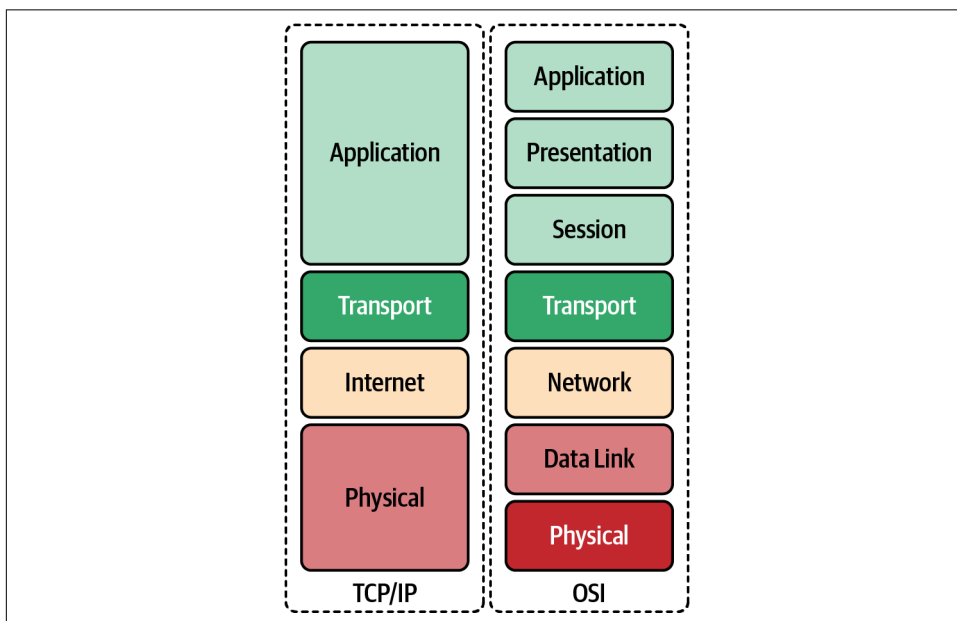 Application
Transport
Internet
Physical
TCP/IP
Application
Presentation
Session
Transport
Network
Data Link
Physical
OSI